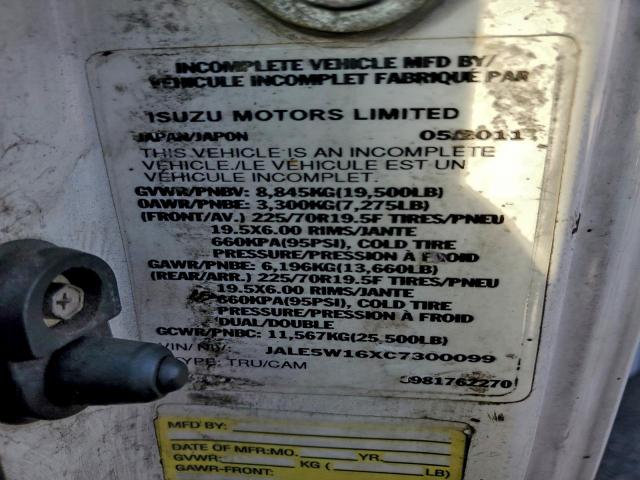 INCOMPLETE VEHICLE MFD BY/
VEHICULE INCOMPLET FABRIQUE PAR
ISUZU MOTORS LIMITED
JAPAN/JAPON 05/2011
THIS VEHICLE IS AN INCOMPLETE
VEHICLE/LE VÉHICULE EST UN
VÉHICULE INCOMPLET.
GVWR/PNBV: 8,845KG(19,500LB)
OAWR/PNBE: 3,300KG(7,275LB)
(FRONT/AV.) 225/70R19.5F TIRES/PNEU
19.5X6.00 RIMS/JANTE
660KPA(95PSI), COLD TIRE
PRESSURE/PRESSION À FROID
GAWR/PNBE: 6,196KG(13,660LB)
(REAR/ARR.) 225/70R19.5F TIRES/PNEU
19.5X6.00 RIMS/JANTE
660KPA(95PSI), COLD TIRE
PRESSURE/PRESSION À FROID
DUAL/DOUBLE
GCWR/PNBC: 11,567KG(25,500LB)
VIN/ JALE5W16XC7300099
TYPE: TRU/CAM
8981762270
MFD BY:
DATE OF MFR:MO. YR.
GVWR: KG ( LB)
GAWR-FRONT: